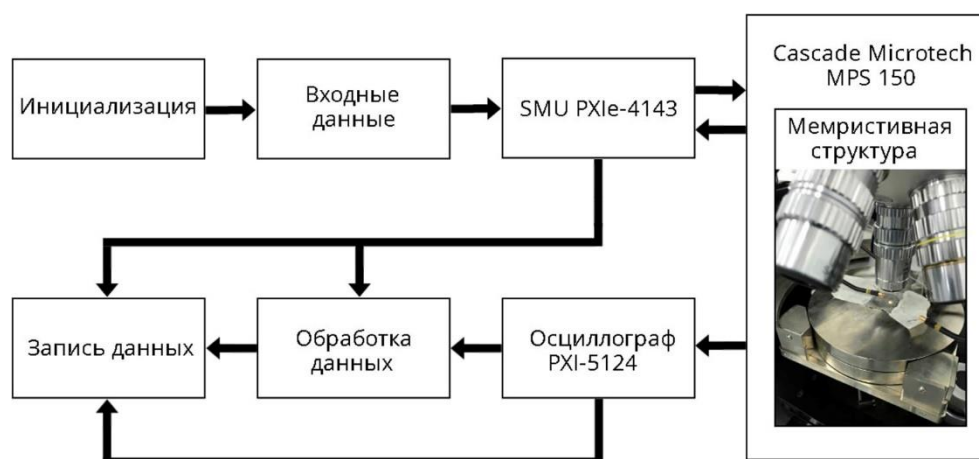 Инициализация
Входные
данные
SMU PXIe-4143
Cascade Microtech
MPS 150
Мемристивная
структура
Запись данных
Обработка
данных
Осциллограф
PXI-5124